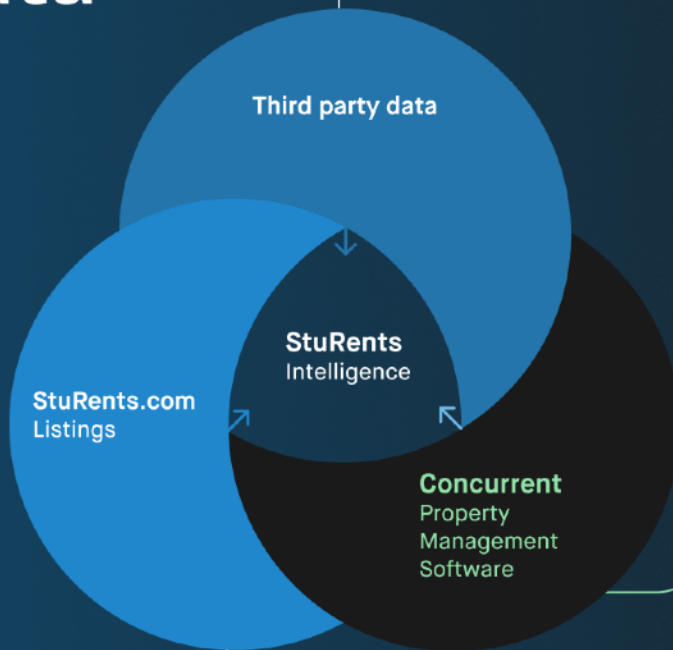 Third party data
StuRents
Intelligence
StuRents.com
Listings
Concurrent
Property
Management
Software